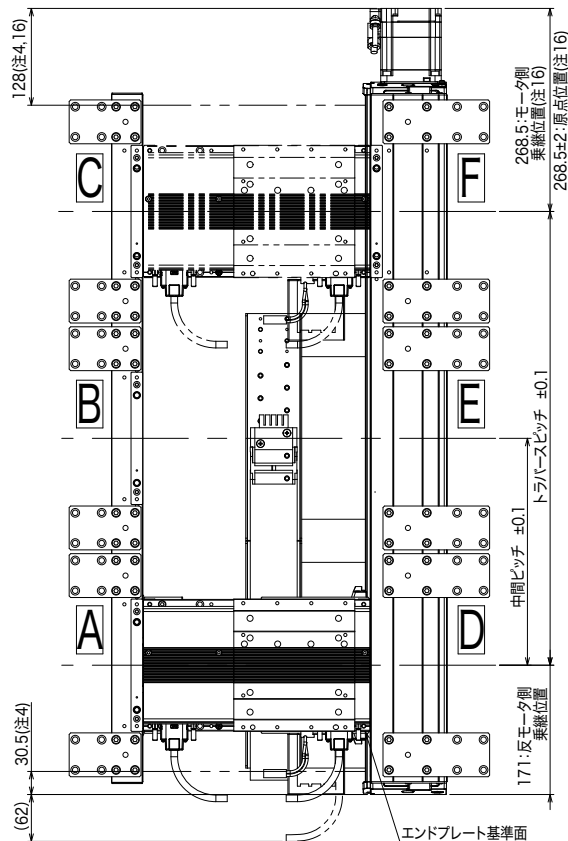 128(注4,16)
268.5:モータ側
乗継位置(注16)
268.5±2:原点位置(注16)
C
F
B
E
トラバースピッチ ±0.1
中間ピッチ ±0.1
A
D
30.5(注4)
171:反モータ側
乗継位置
(62)
エンドプレート基準面